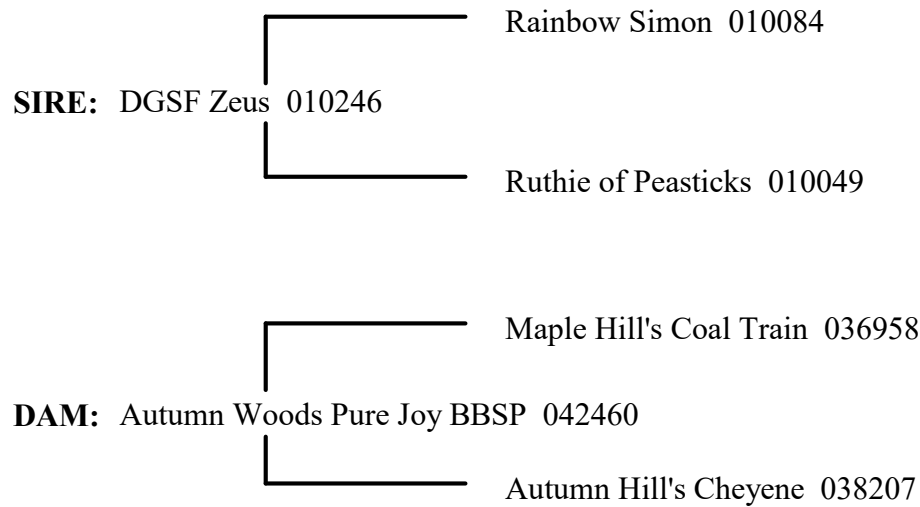 Rainbow Simon 010084
SIRE: DGSF Zeus 010246
Ruthie of Peasticks 010049
Maple Hill's Coal Train 036958
DAM: Autumn Woods Pure Joy BBSP 042460
Autumn Hill's Cheyene 038207